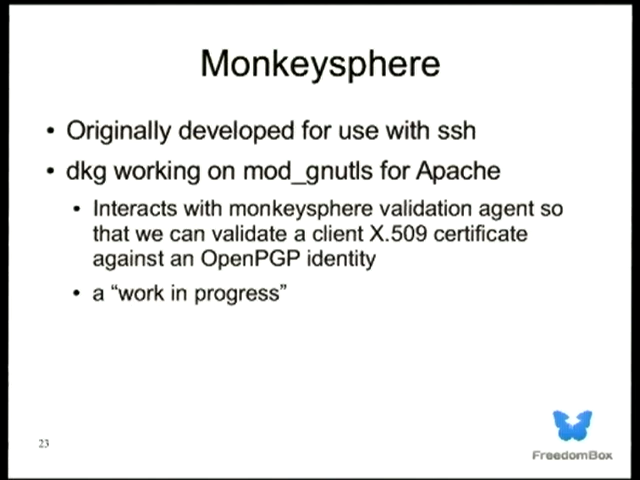 Monkeysphere
• Originally developed for use with ssh
• dkg working on mod_gnutls for Apache
• Interacts with monkeysphere validation agent so
that we can validate a client X.509 certificate
against an OpenPGP identity
• a “work in progress”
23
FreedomBox